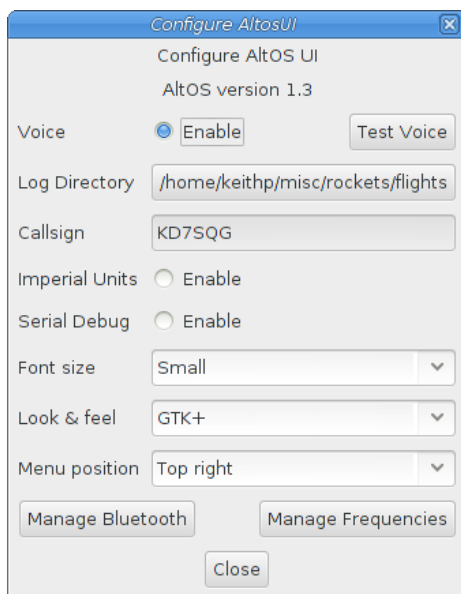 Configure AltosUI
Configure AltOS UI
AltOS version 1.3
Voice Enable Test Voice
Log Directory /home/keithp/misc/rockets/flights
Callsign KD7SQG
Imperial Units Enable
Serial Debug Enable
Font size Small
Look & feel GTK+
Menu position Top right
Manage Bluetooth Manage Frequencies
Close